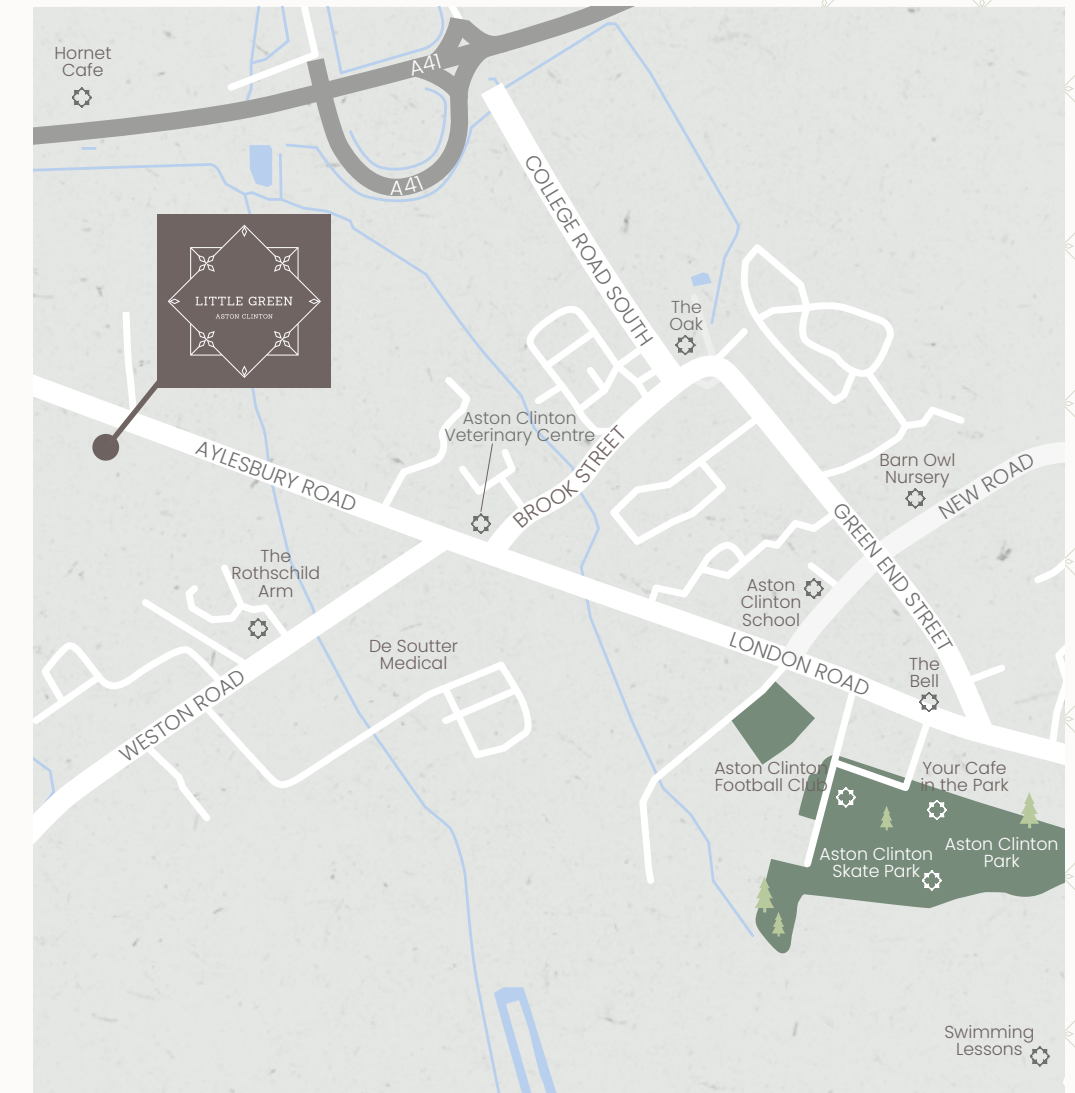 Hornet
Cafe
A41
A41
COLLEGE ROAD SOUTH
LITTLE GREEN
ASTON CLINTON
The
Oak
Aston Clinton
Veterinary Centre
AYLESBURY ROAD
BROOK STREET
Barn Owl
Nursery
NEW ROAD
GREEN END STREET
The
Rothschild
Arm
Aston
Clinton
School
De Soutter
Medical
LONDON ROAD
The
Bell
WESTON ROAD
Aston Clinton
Football Club
Your Cafe
in the Park
Aston Clinton
Park
Aston Clinton
Skate Park
Swimming
Lessons